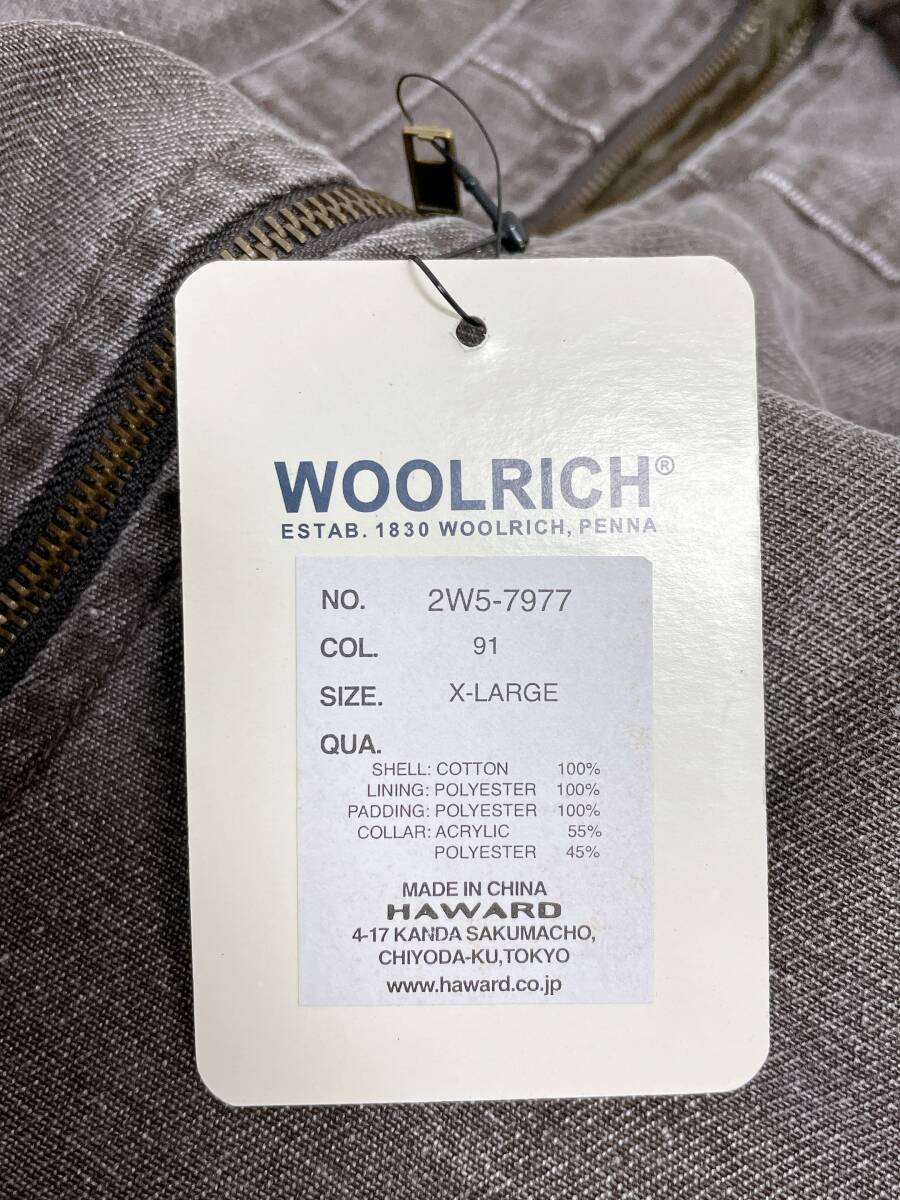 WOOLRICH®
ESTAB. 1830 WOOLRICH, PENNA
NO. 2W5-7977
COL. 91
SIZE. X-LARGE
QUA.
SHELL: COTTON 100%
LINING: POLYESTER 100%
PADDING: POLYESTER 100%
COLLAR: ACRYLIC 55%
POLYESTER 45%
MADE IN CHINA
HAWARD
4-17 KANDA SAKUMACHO,
CHIYODA-KU,TOKYO
www.haward.co.jp